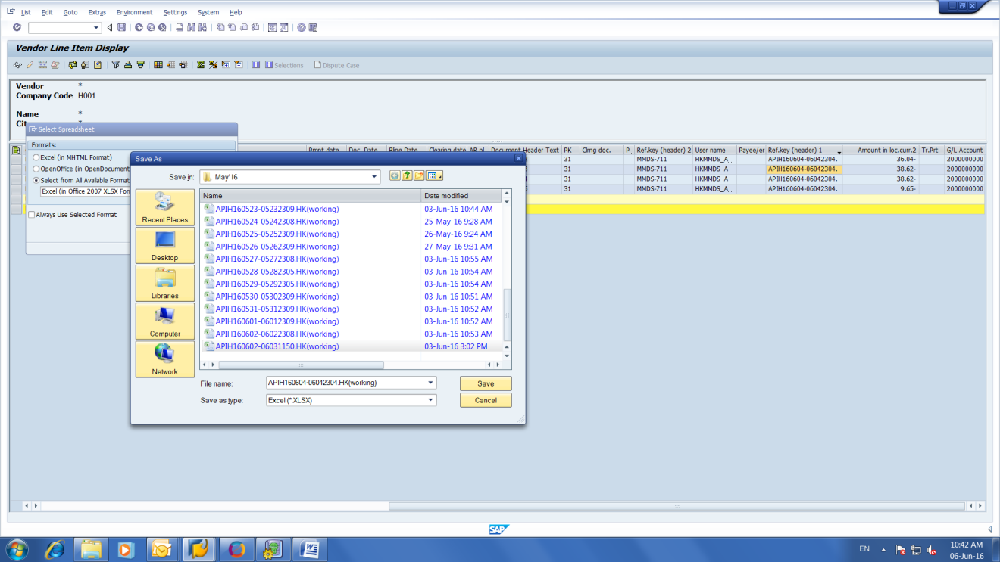 List Edit Goto Extras Environment Settings System Help
Vendor Line Item Display
Selections Dispute Case
Vendor *
Company Code H001
Name *
City *
Select Spreadsheet
Formats:
Excel (in MHTML Format)
OpenOffice (in OpenDocument
Select from All Available Format
Excel (in Office 2007 XLSX Form
Always Use Selected Format
Pmnt date Doc. Date Bline Date Clearing date AR pl Document Header Text PK Clrng doc. P... Ref.key (header) 2 User name Payee/er Ref.key (header) 1 Amount in loc.curr.2 Tr.Prt G/L Account
31 MMDS-711 HKMMDS_A... APIH160604-06042304. 36.04- 2000000000
31 MMDS-711 HKMMDS_A... APIH160604-06042304. 38.62- 2000000000
31 MMDS-711 HKMMDS_A... APIH160604-06042304. 38.62- 2000000000
31 MMDS-711 HKMMDS_A... APIH160604-06042304. 9.65- 2000000000
Save As
Save in: May'16
Recent Places
Desktop
Libraries
Computer
Network
Name Date modified
APIH160523-05232309.HK(working) 03-Jun-16 10:44 AM
APIH160524-05242308.HK(working) 25-May-16 9:28 AM
APIH160525-05252309.HK(working) 26-May-16 9:24 AM
APIH160526-05262309.HK(working) 27-May-16 9:31 AM
APIH160527-05272308.HK(working) 03-Jun-16 10:55 AM
APIH160528-05282305.HK(working) 03-Jun-16 10:54 AM
APIH160529-05292305.HK(working) 03-Jun-16 10:54 AM
APIH160530-05302309.HK(working) 03-Jun-16 10:51 AM
APIH160531-05312309.HK(working) 03-Jun-16 10:52 AM
APIH160601-06012309.HK(working) 03-Jun-16 10:52 AM
APIH160602-06022308.HK(working) 03-Jun-16 10:53 AM
APIH160602-06031150.HK(working) 03-Jun-16 3:02 PM
File name: APIH160604-06042304.HK(working)
Save
Save as type: Excel (*.XLSX)
Cancel
SAP
EN
10:42 AM
06-Jun-16